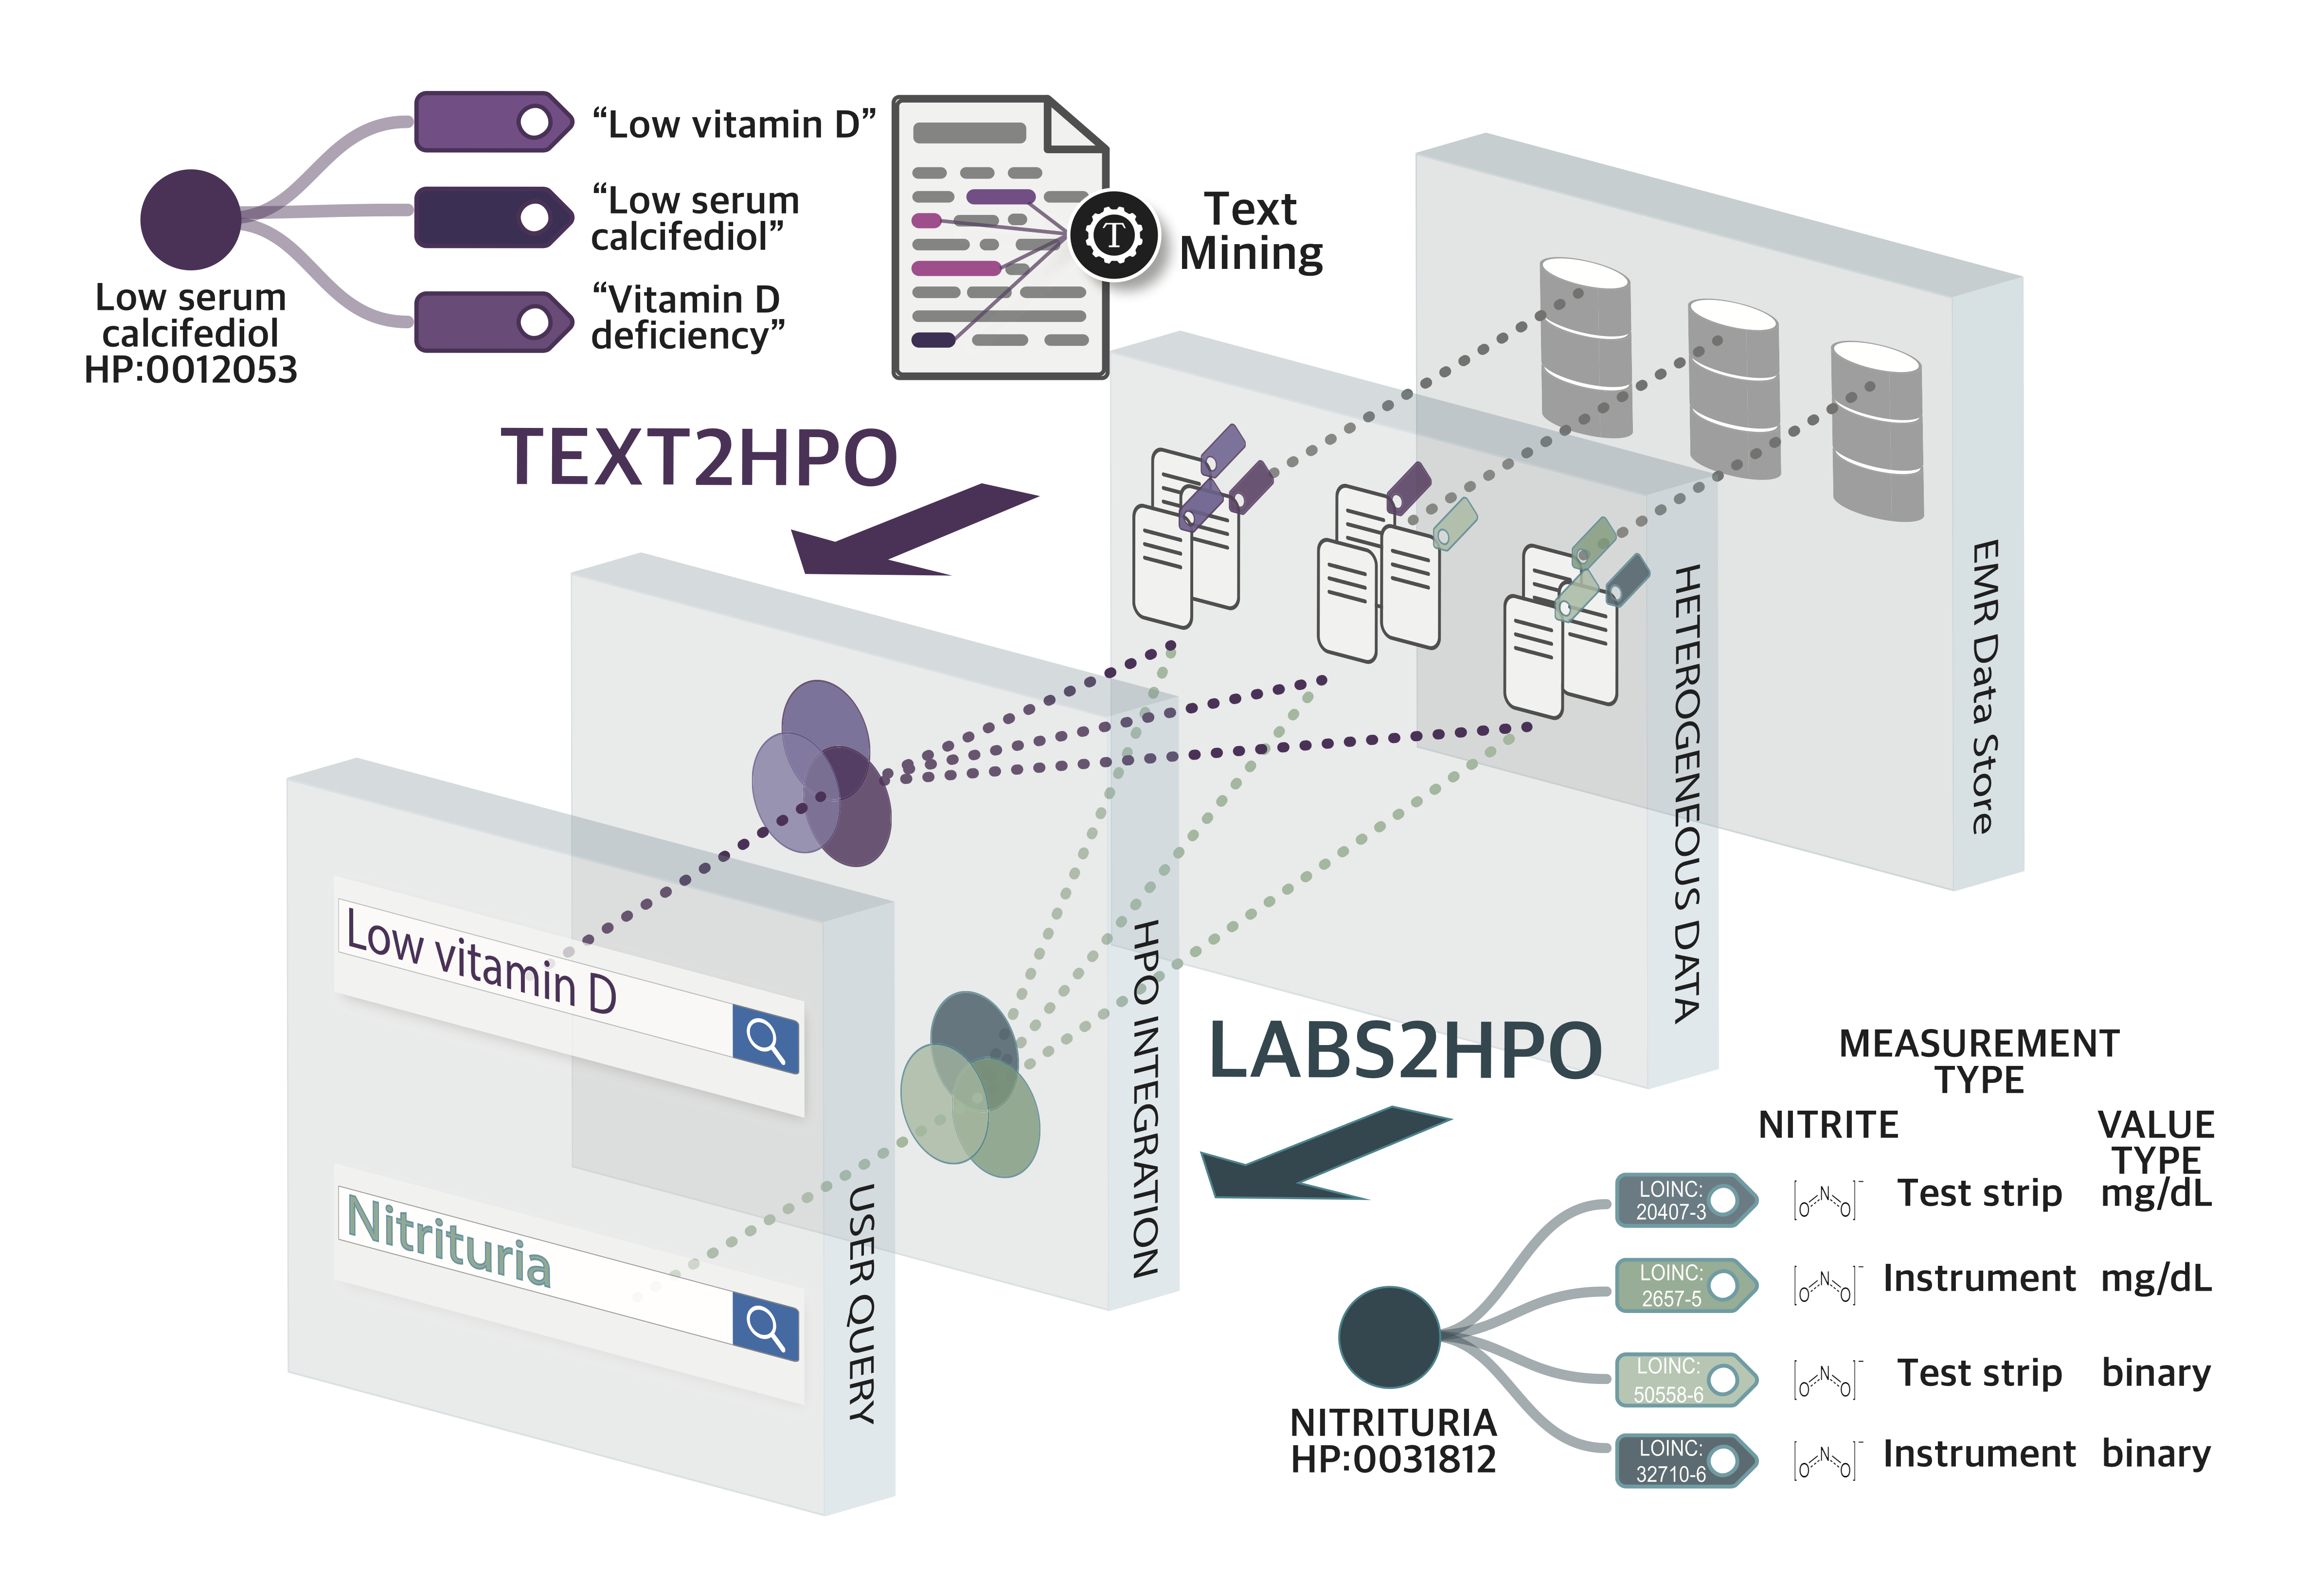 “Low vitamin D”
“Low serum
calcifediol”
“Vitamin D
deficiency”
Low serum
calcifediol
HP:0012053
T
Text
Mining
TEXT2HPO
EMR Data Store
HETEROGENEOUS DATA
HPO INTEGRATION
USER QUERY
Low vitamin D
Nitrituria
LABS2HPO
MEASUREMENT
TYPE
NITRITE
VALUE
TYPE
LOINC:
20407-3
[O N O]-
Test strip
mg/dL
LOINC:
2657-5
[O N O]-
Instrument
mg/dL
LOINC:
50558-6
[O N O]-
Test strip
binary
LOINC:
32710-6
[O N O]-
Instrument
binary
NITRITURIA
HP:0031812